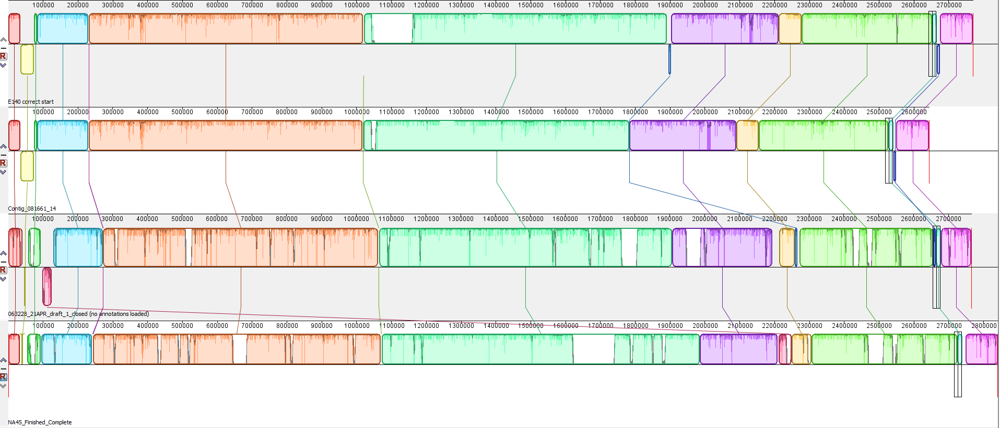 100000 200000 300000 400000 500000 600000 700000 800000 900000 1000000 1100000 1200000 1300000 1400000 1500000 1600000 1700000 1800000 1900000 2000000 2100000 2200000 2300000 2400000 2500000 2600000 2700000
R
E140 correct start
100000 200000 300000 400000 500000 600000 700000 800000 900000 1000000 1100000 1200000 1300000 1400000 1500000 1600000 1700000 1800000 1900000 2000000 2100000 2200000 2300000 2400000 2500000 2600000
R
Contig_081661_14
100000 200000 300000 400000 500000 600000 700000 800000 900000 1000000 1100000 1200000 1300000 1400000 1500000 1600000 1700000 1800000 1900000 2000000 2100000 2200000 2300000 2400000 2500000 2600000 2700000
R
063228_21APR_draft_1_closed (no annotations loaded)
100000 200000 300000 400000 500000 600000 700000 800000 900000 1000000 1100000 1200000 1300000 1400000 1500000 1600000 1700000 1800000 1900000 2000000 2100000 2200000 2300000 2400000 2500000 2600000 2700000 2800000
R
NA45_Finished_Complete